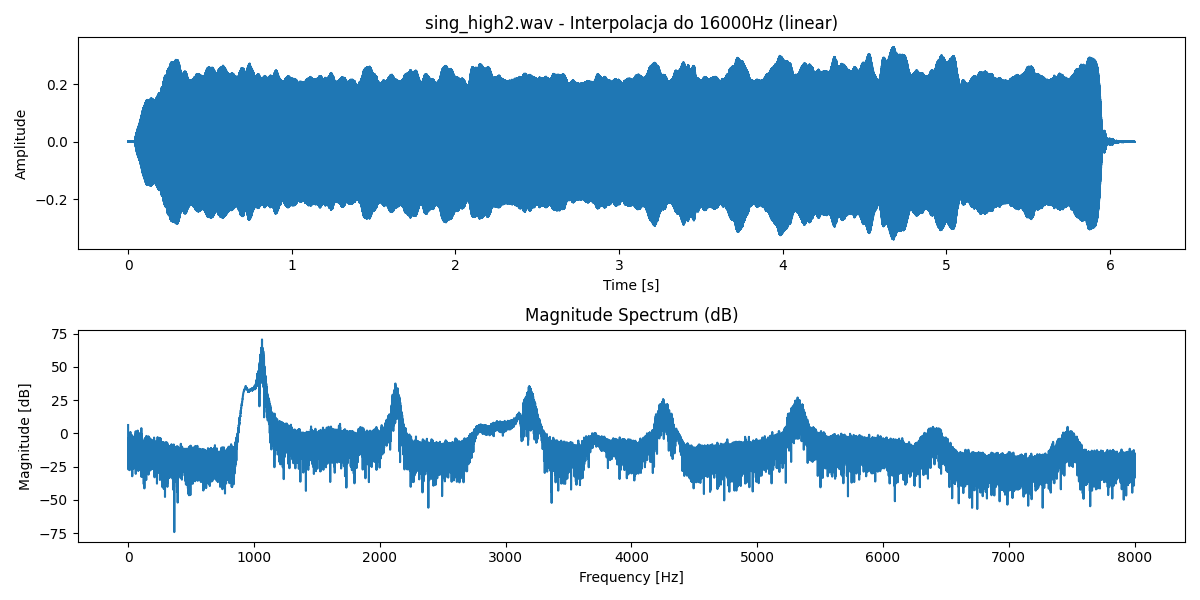 sing_high2.wav - Interpolacja do 16000Hz (linear)
0.2
0.0
−0.2
Amplitude
0 1 2 3 4 5 6
Time [s]
Magnitude Spectrum (dB)
75
50
25
0
−25
−50
−75
Magnitude [dB]
0 1000 2000 3000 4000 5000 6000 7000 8000
Frequency [Hz]